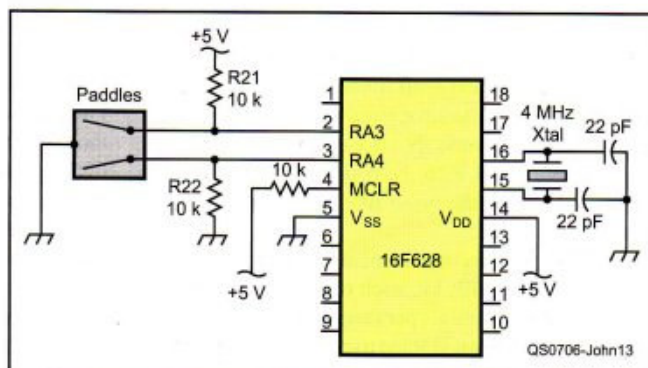 +5 V
Paddles
R21
10 k
1
18
4 MHz
Xtal
22 pF
17
2
RA3
16
3
RA4
10 k
R22
10 k
4
MCLR
15
22 pF
5
VSS
VDD
14
6
13
16F628
7
12
+5 V
+5 V
8
11
9
10
QS0706-John13